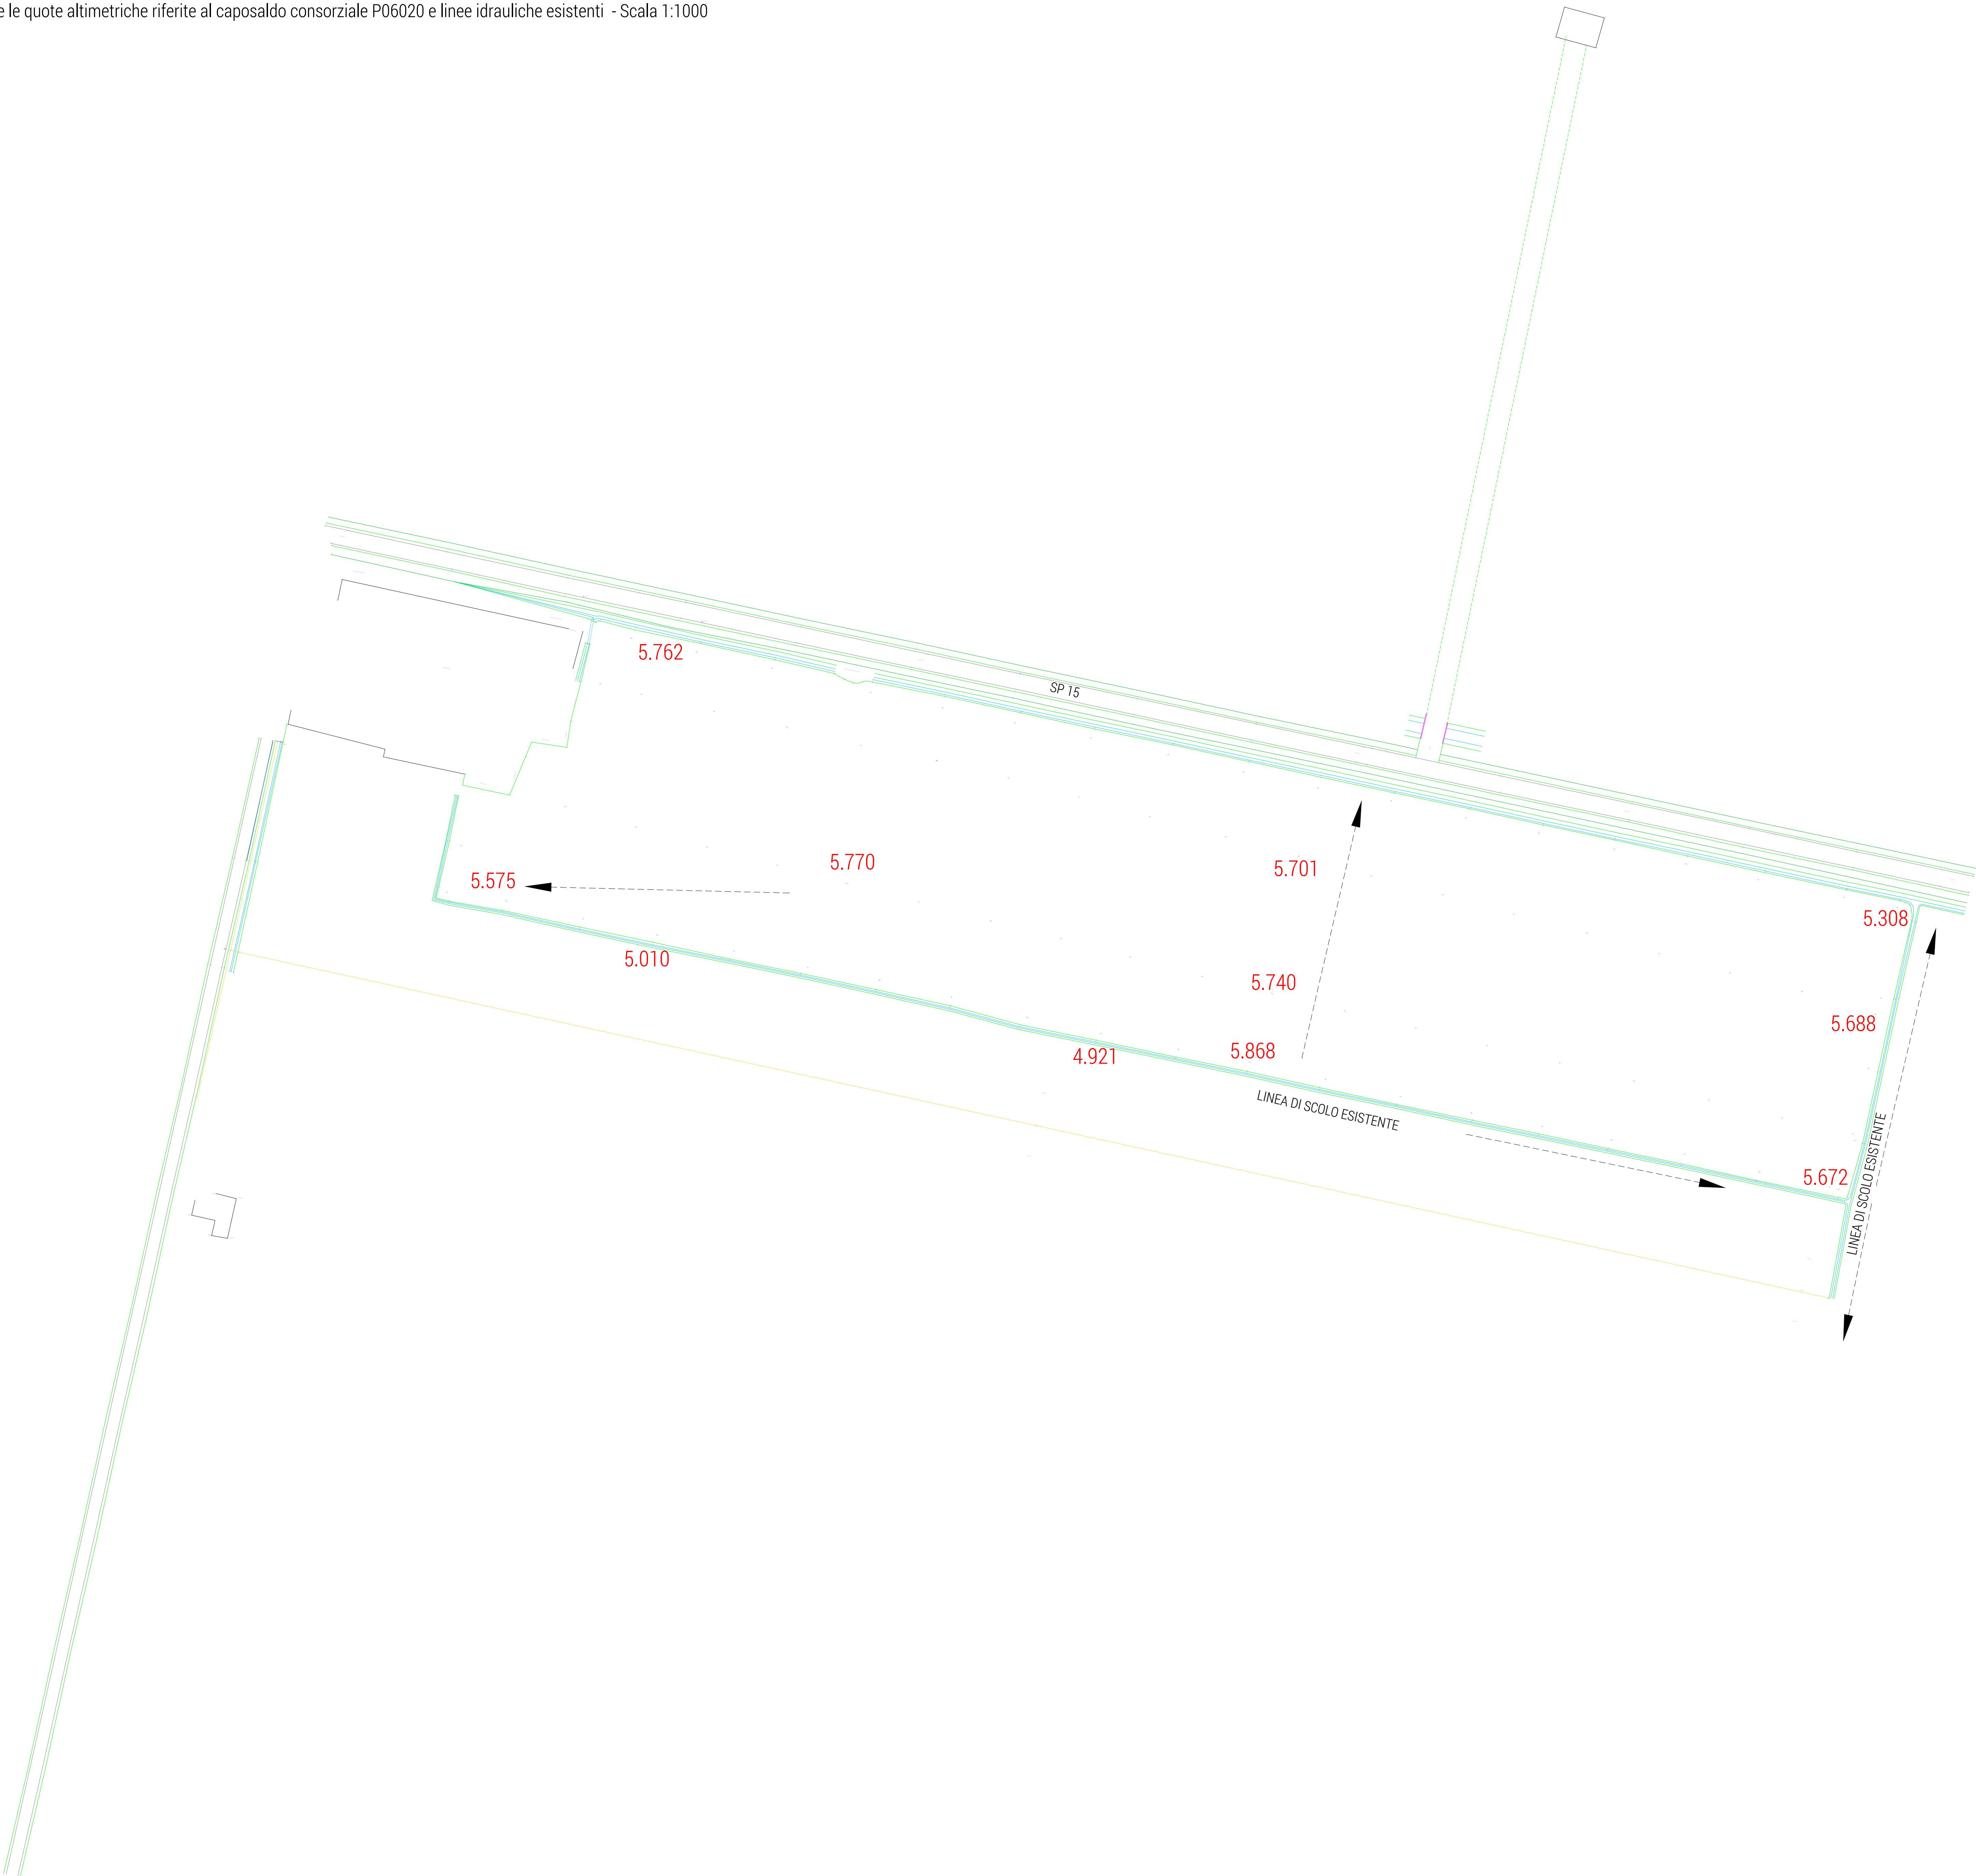 e le quote altimetriche riferite al caposaldo consorziale P06020 e linee idrauliche esistenti - Scala 1:1000
5.762
SP 15
5.770
5.701
5.575
5.308
5.010
5.740
5.688
4.921
5.868
LINEA DI SCOLO ESISTENTE
5.672
LINEA DI SCOLO ESISTENTE